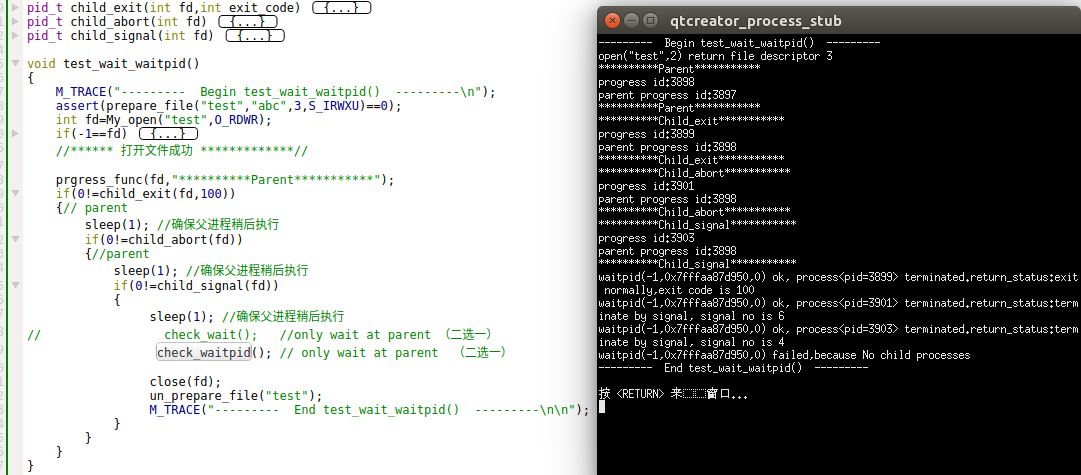 pid_t child_exit(int fd,int exit_code) {...}
pid_t child_abort(int fd) {...}
pid_t child_signal(int fd) {...}
void test_wait_waitpid()
{
M_TRACE("---------  Begin test_wait_waitpid()  ---------\n");
assert(prepare_file("test","abc",3,S_IRWXU)==0);
int fd=My_open("test",O_RDWR);
if(-1==fd) {...}
//****** 打开文件成功 *************//
prgress_func(fd,"**********Parent***********");
if(0!=child_exit(fd,100))
{// parent
sleep(1); //确保父进程稍后执行
if(0!=child_abort(fd))
{//parent
sleep(1); //确保父进程稍后执行
if(0!=child_signal(fd))
{
sleep(1); //确保父进程稍后执行
// check_wait(); //only wait at parent （二选一）
check_waitpid(); // only wait at parent （二选一）
close(fd);
un_prepare_file("test");
M_TRACE("---------  End test_wait_waitpid()  ---------\n\n");
}
}
}
}
qtcreator_process_stub
---------  Begin test_wait_waitpid()  ---------
open("test",2) return file descriptor 3
**********Parent***********
progress id:3898
parent progress id:3897
**********Parent***********
**********Child_exit***********
progress id:3899
parent progress id:3898
**********Child_exit***********
**********Child_abort***********
progress id:3901
parent progress id:3898
**********Child_abort***********
**********Child_signal***********
progress id:3903
parent progress id:3898
**********Child_signal***********
waitpid(-1,0x7fffaa87d950,0) ok, process<pid=3899> terminated.return_status:exit
normally,exit code is 100
waitpid(-1,0x7fffaa87d950,0) ok, process<pid=3901> terminated.return_status:term
inate by signal, signal no is 6
waitpid(-1,0x7fffaa87d950,0) ok, process<pid=3903> terminated.return_status:term
inate by signal, signal no is 4
waitpid(-1,0x7fffaa87d950,0) failed,because No child processes
---------  End test_wait_waitpid()  ---------
按 <RETURN> 来窗口...